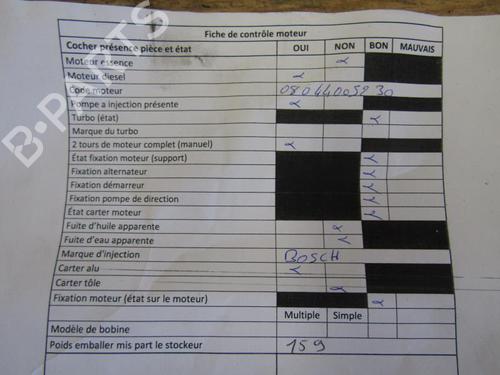 Fiche de contrôle moteur
Cocher présence pièce et état OUI NON BON MAUVAIS
Moteur essence
Moteur diesel
Code moteur
Pompe a injection présente
Turbo (état)
Marque du turbo
2 tours de moteur complet (manuel)
État fixation moteur (support)
Fixation alternateur
Fixation démarreur
Fixation pompe de direction
État carter moteur
Fuite d'huile apparente
Fuite d'eau apparente
Marque d'injection BOSCH
Carter alu
Carter tôle
Fixation moteur (état sur le moteur)
Multiple Simple
Modèle de bobine
Poids emballer mis part le stockeur 159
B-PARTS